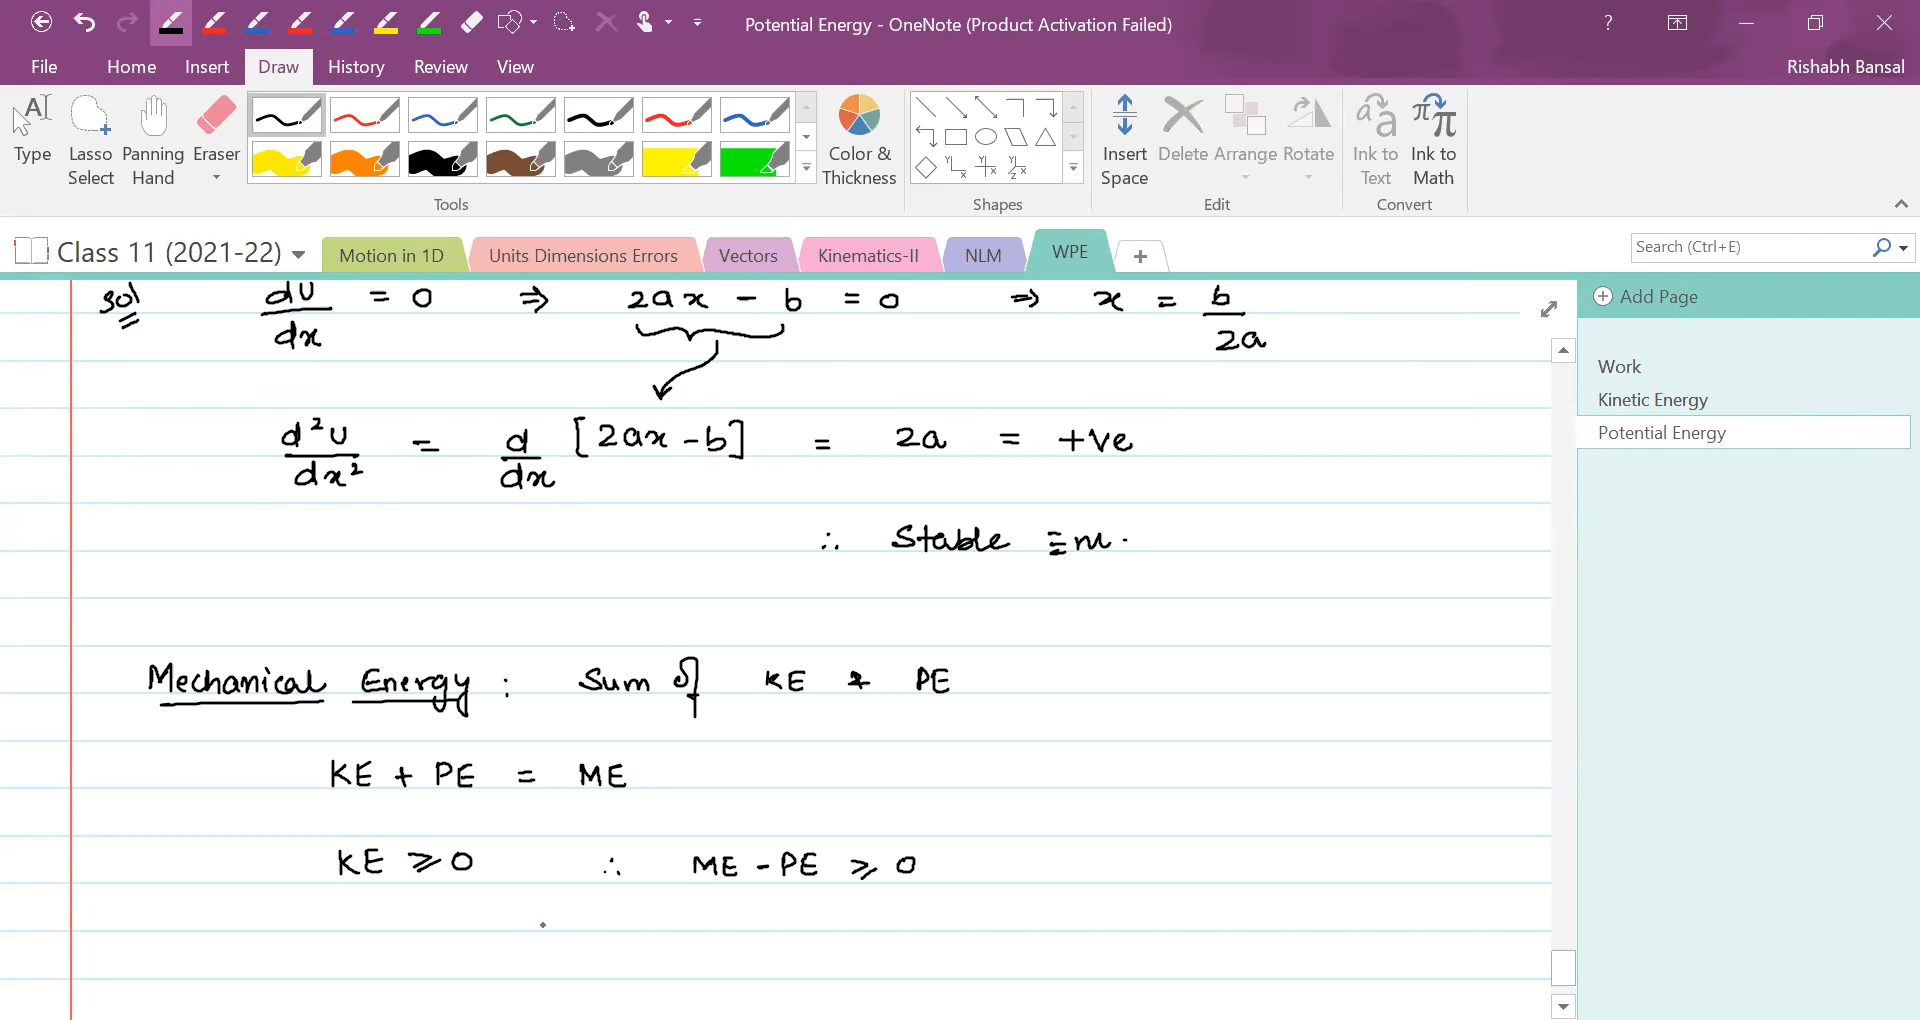 Potential Energy - OneNote (Product Activation Failed)
?
File Home Insert Draw History Review View
Rishabh Bansal
Type
Lasso Select
Panning Hand
Eraser
Color & Thickness
Insert Space
Delete
Arrange
Rotate
Ink to Text
Ink to Math
Tools
Shapes
Edit
Convert
Class 11 (2021-22)
Motion in 1D
Units Dimensions Errors
Vectors
Kinematics-II
NLM
WPE
Search (Ctrl+E)
Add Page
Work
Kinetic Energy
Potential Energy
Sol dU/dx = 0 ⇒ 2ax - b = 0 ⇒ x = b/2a
d²U/dx² = d/dx [2ax - b] = 2a = +ve
∴ Stable ≡m.
Mechanical Energy : Sum of KE & PE
KE + PE = ME
KE ⩾ 0 ∴ ME - PE ⩾ 0